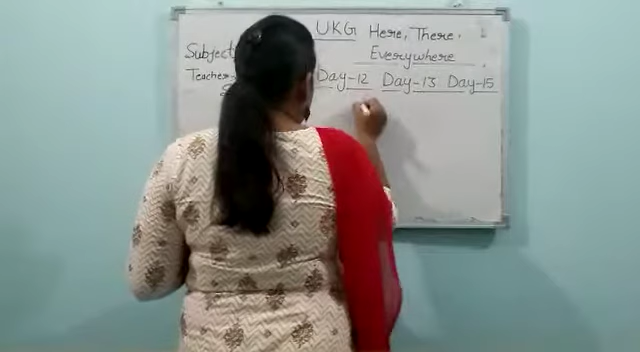 UKG Here, There,
Subject Everywhere
Teacher Day-12 Day-13 Day-15